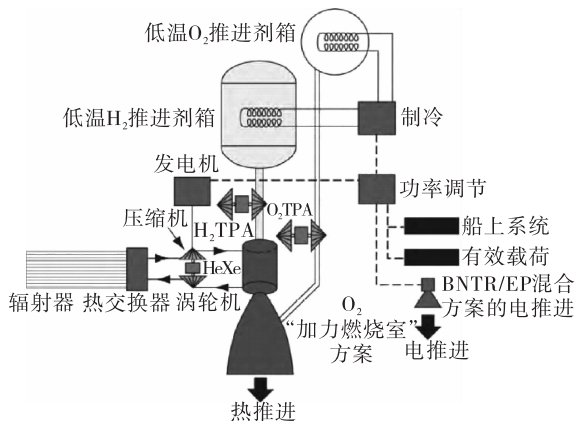 低温O₂推进剂箱
低温H₂推进剂箱
制冷
发电机
功率调节
O₂TPA
压缩机
H₂TPA
船上系统
HeXe
有效载荷
辐射器 热交换器 涡轮机
BNTR/EP混合
方案的电推进
O₂
“加力燃烧室”
方案
电推进
热推进